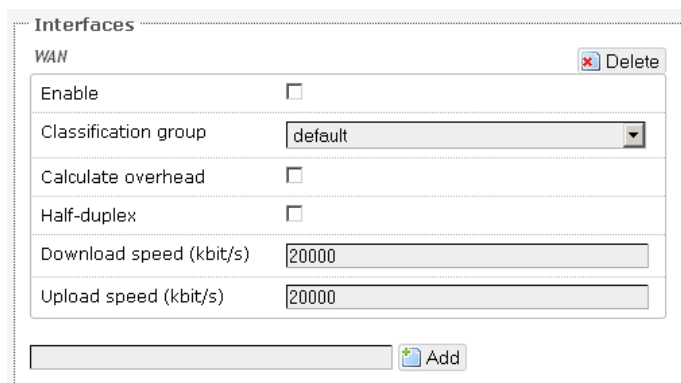 Interfaces
WAN
Delete
Enable
Classification group
default
Calculate overhead
Half-duplex
Download speed (kbit/s)
20000
Upload speed (kbit/s)
20000
Add